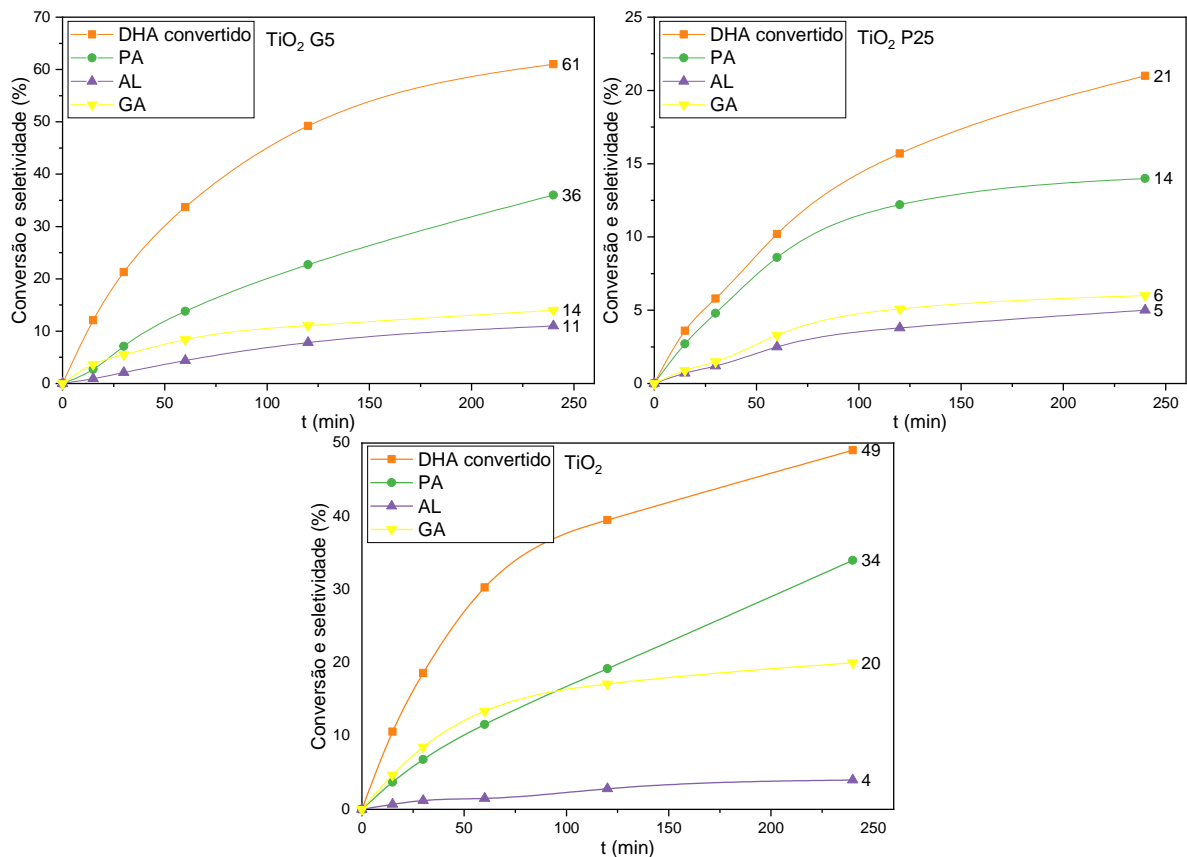 TiO2 G5
DHA convertido
PA
AL
GA
Conversão e seletividade (%)
70
60
50
40
30
20
10
0
61
36
14
11
0 50 100 150 200 250
t (min)
TiO2 P25
DHA convertido
PA
AL
GA
Conversão e seletividade (%)
25
20
15
10
5
0
21
14
6
5
0 50 100 150 200 250
t (min)
TiO2
DHA convertido
PA
AL
GA
Conversão e seletividade (%)
50
40
30
20
10
0
49
34
20
4
0 50 100 150 200 250
t (min)